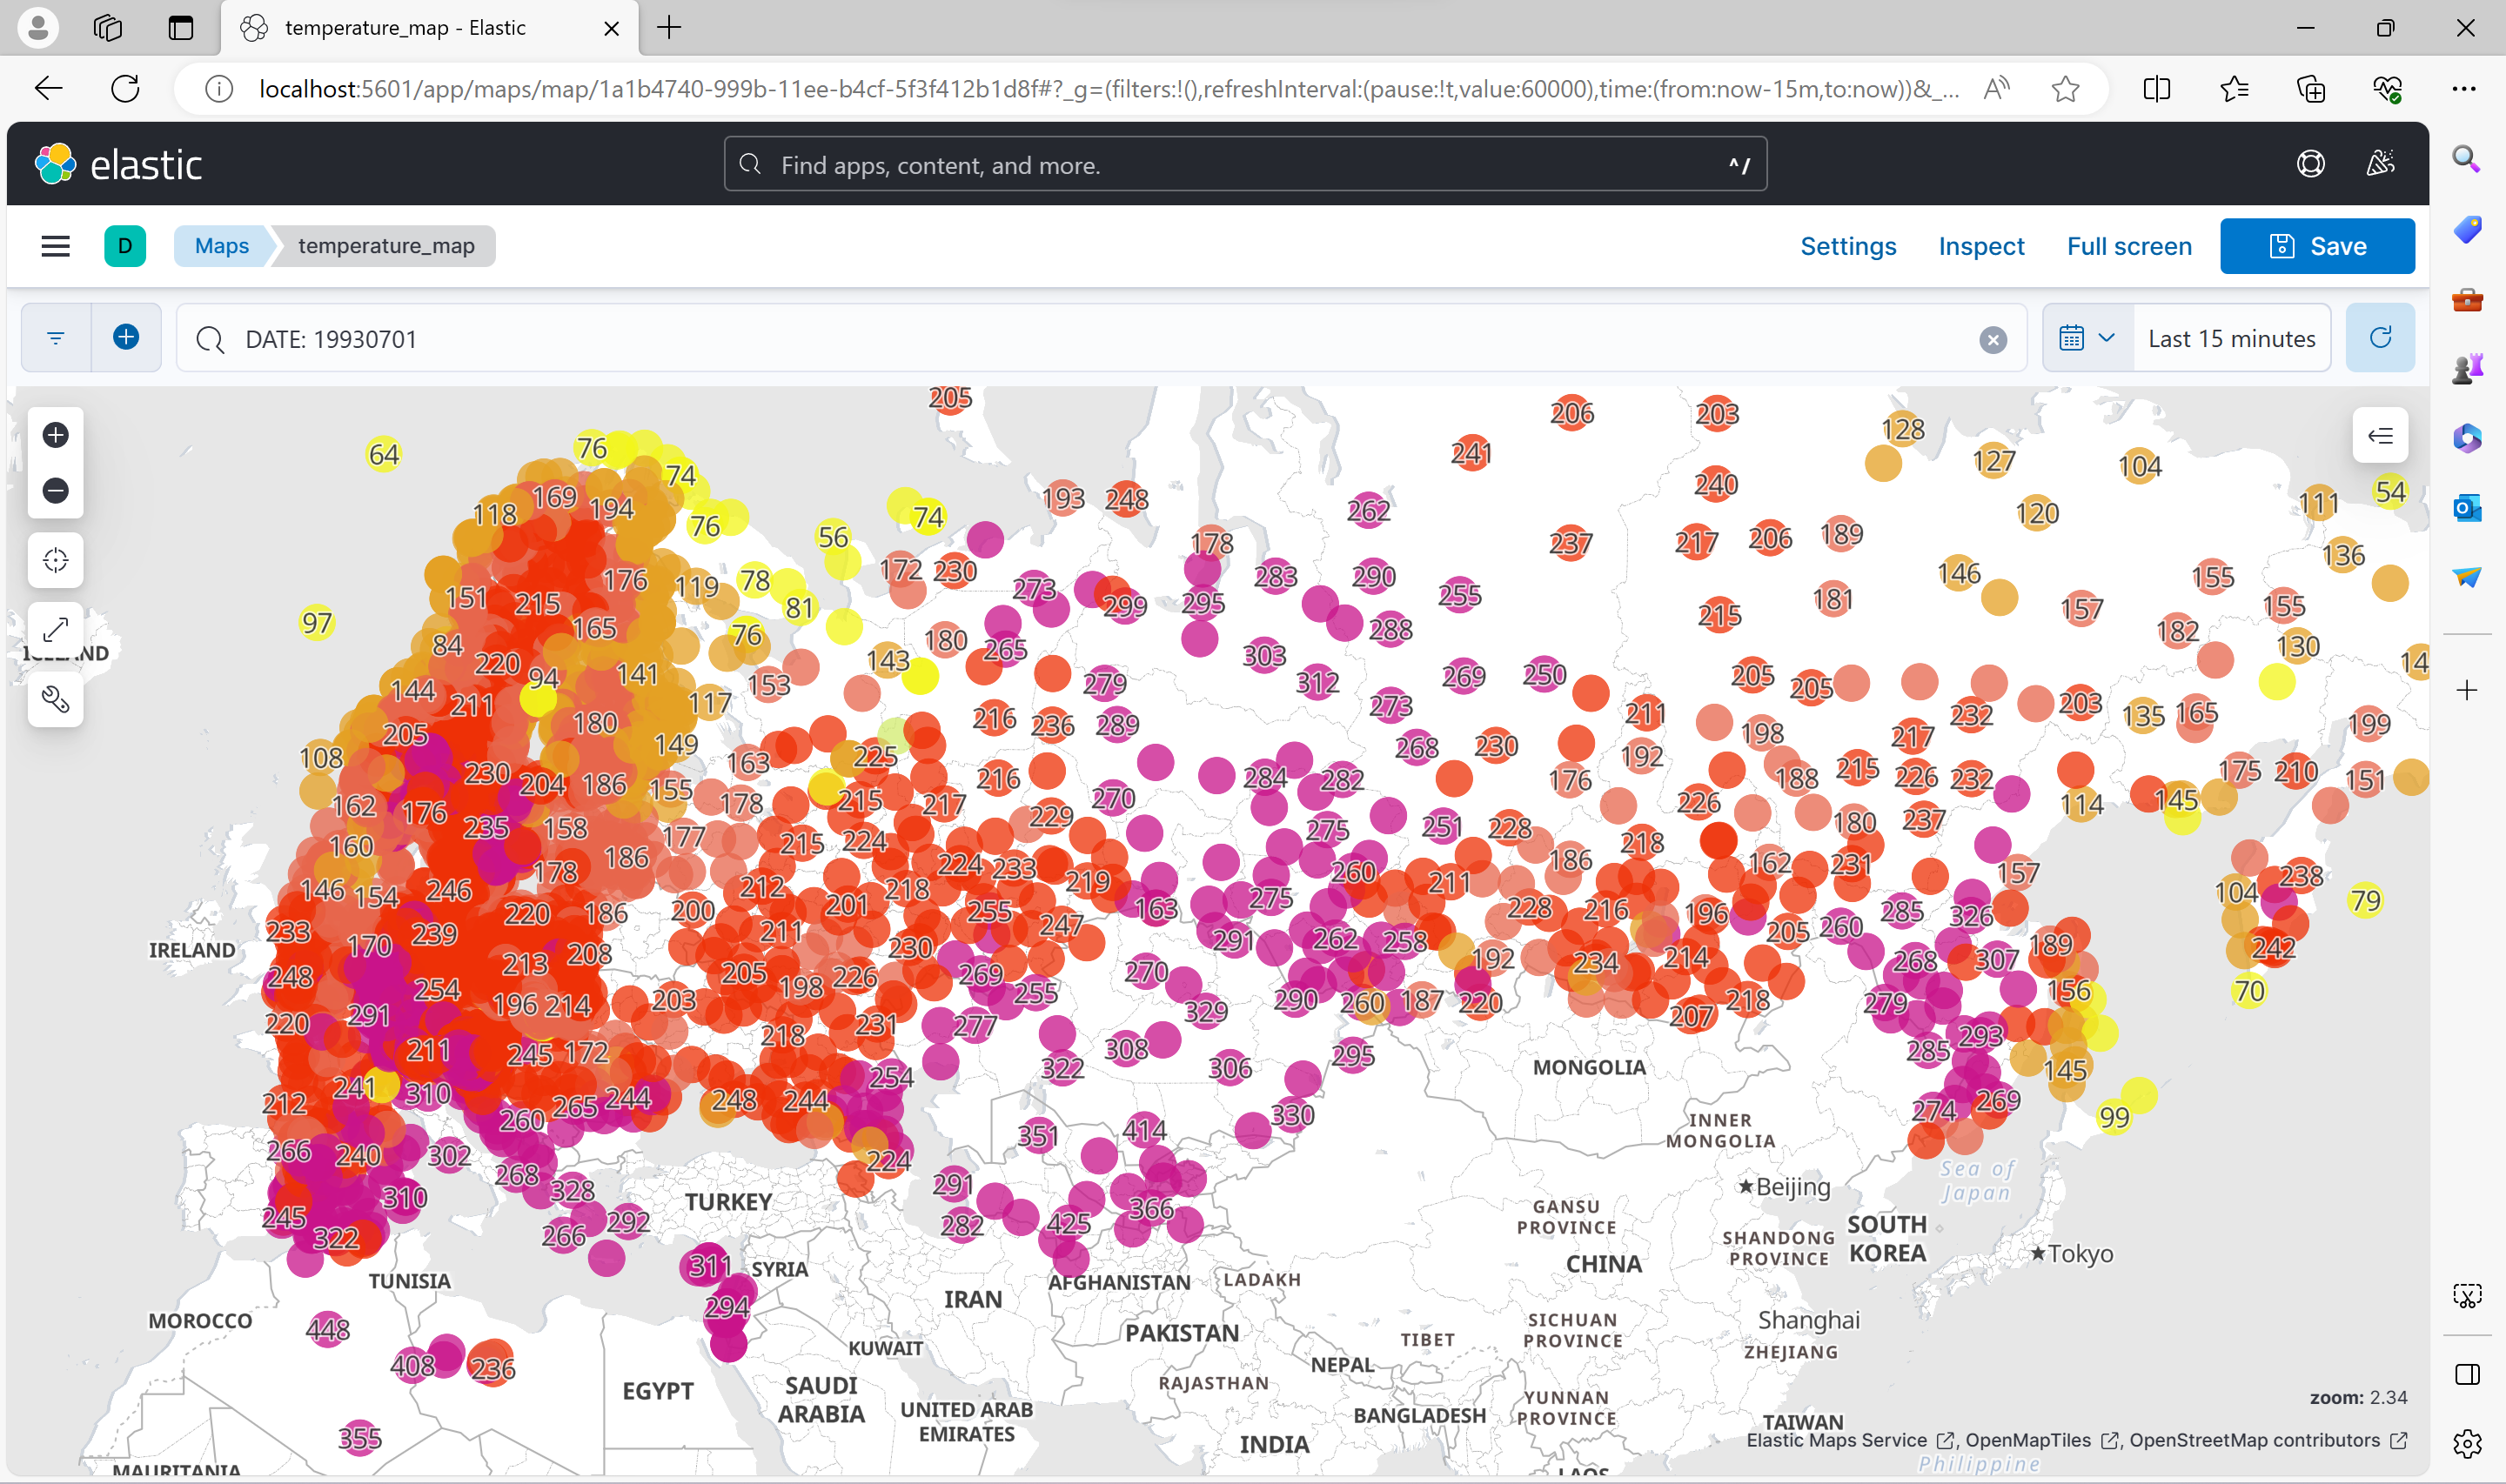 temperature_map - Elastic
localhost:5601/app/maps/map/1a1b4740-999b-11ee-b4cf-5f3f412b1d8f#?_g=(filters:!(),refreshInterval:(pause:!t,value:60000),time:(from:now-15m,to:now))&_...
elastic
Find apps, content, and more.
^/
D
Maps
temperature_map
Settings
Inspect
Full screen
Save
DATE: 19930701
Last 15 minutes
205
206 203 128
64 76 74 241 127 104
118 169 194 76 74 193 248 262 240 120 111 54
56 178 237 217 206 189 136
151 215 176 119 78 81 172 230 273 299 295 283 290 255 146 155
97 165 76 180 265 288 215 181 157 182 155 130
84 220 94 141 143 303
144 211 117 153 279 312 273 269 250 205 205 14
205 180 149 216 236 289 211 198 232 203 135 165 199
108 230 204 186 155 163 225 216 268 230 192 217
162 176 178 215 217 270 284 282 176 188 215 226 232 175 210 151
235 158 177 215 224 229 275 251 228 226 180 237 114 145
160 178 186 224 233 260 186 218 162 231 157
146 154 246 212 218 219 211 104 238
233 220 186 200 201 255 163 275 228 216 196 285 326 79
170 239 208 211 230 247 291 262 258 205 260 189 242
248 213 205 226 269 270 192 234 214 268 307
254 196 214 203 198 255 290 260 187 220 218 279 156 70
220 291 218 231 277 329 207 293
211 245 172 308 295 285
241 310 254 322 306 145
212 260 265 244 248 244 330 274 269 99
266 240 302 224 351 414
268 328 291
310 366
245 266 292 282 425
322
311
294
448
408 236
355
ICELAND
IRELAND
MONGOLIA
INNER
MONGOLIA
Sea of
Japan
TURKEY
★Beijing
GANSU
PROVINCE
SHANDONG
PROVINCE
SOUTH
KOREA
★Tokyo
SYRIA
TUNISIA
AFGHANISTAN
LADAKH
CHINA
IRAN
MOROCCO
PAKISTAN
SICHUAN
PROVINCE
Shanghai
KUWAIT
TIBET
ZHEJIANG
NEPAL
EGYPT
SAUDI
ARABIA
RAJASTHAN
UNITED ARAB
EMIRATES
BANGLADESH
YUNNAN
PROVINCE
TAIWAN
INDIA
MAURITANIA
LAOS
Philippine
zoom: 2.34
Elastic Maps Service , OpenMapTiles , OpenStreetMap contributors